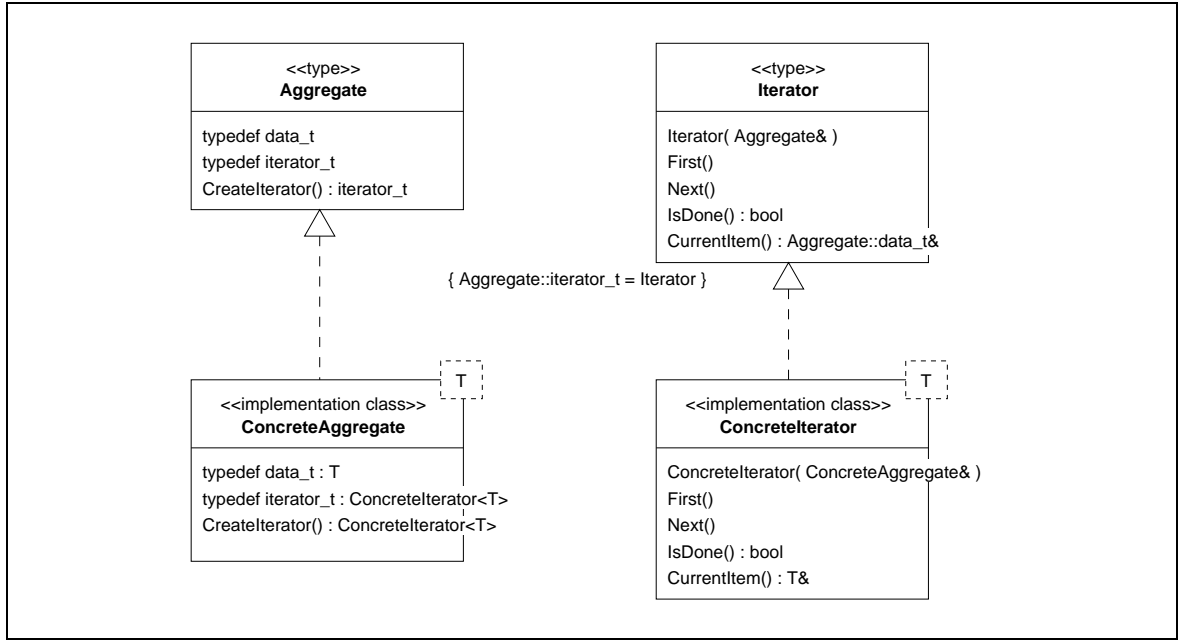 <<type>>
Aggregate
typedef data_t
typedef iterator_t
CreateIterator() : iterator_t
<<type>>
Iterator
Iterator( Aggregate& )
First()
Next()
IsDone() : bool
CurrentItem() : Aggregate::data_t&
{ Aggregate::iterator_t = Iterator }
T
<<implementation class>>
ConcreteAggregate
typedef data_t : T
typedef iterator_t : ConcreteIterator<T>
CreateIterator() : ConcreteIterator<T>
T
<<implementation class>>
ConcreteIterator
ConcreteIterator( ConcreteAggregate& )
First()
Next()
IsDone() : bool
CurrentItem() : T&